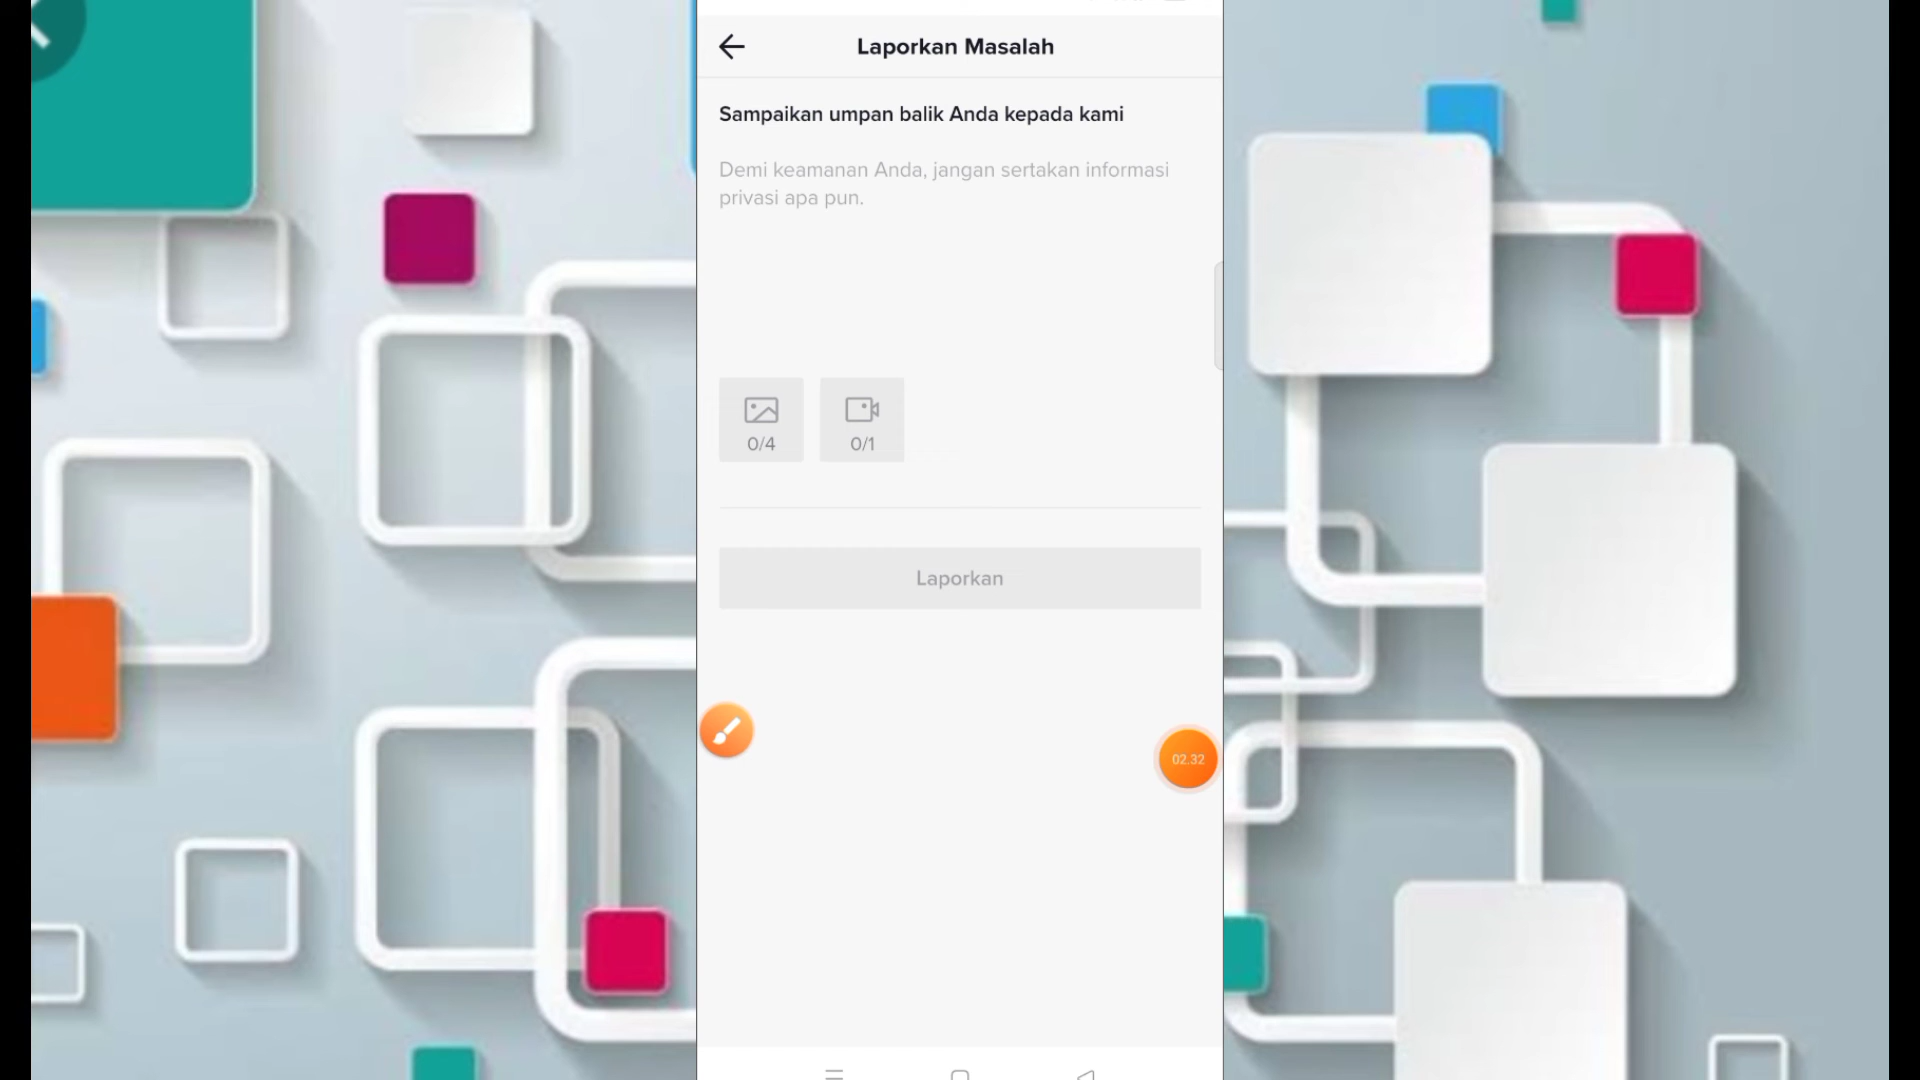 Laporkan Masalah
Sampaikan umpan balik Anda kepada kami
Demi keamanan Anda, jangan sertakan informasi
privasi apa pun.
0/4
0/1
Laporkan
02.32